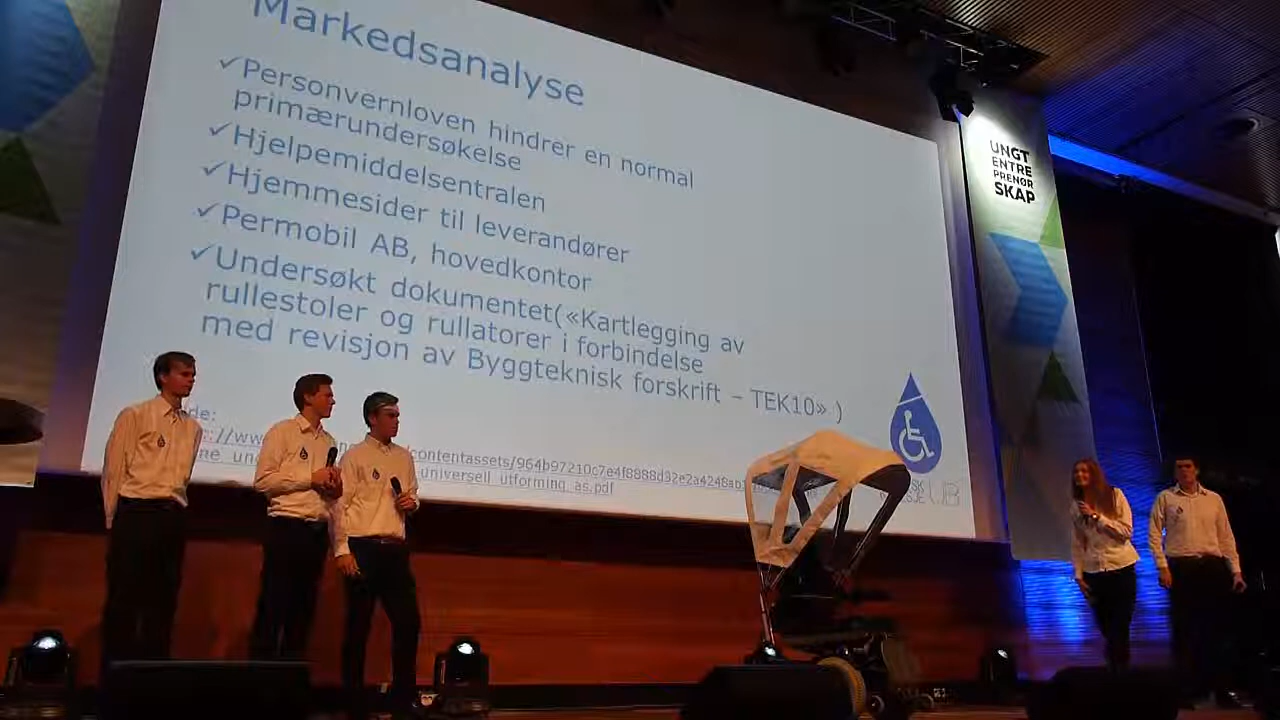 Markedsanalyse
✓Personvernloven hindrer en normal
primærundersøkelse
✓Hjelpemiddelsentralen
✓Hjemmesider til leverandører
✓Permobil AB, hovedkontor
✓Undersøkt dokumentet(«Kartlegging av
rullestoler og rullatorer i forbindelse
med revisjon av Byggteknisk forskrift – TEK10» )
/contentassets/964b97210c7e4f8888d32e2a4248ab
universell_utforming_as.pdf
UNGT
ENTRE
PRENØR
SKAP